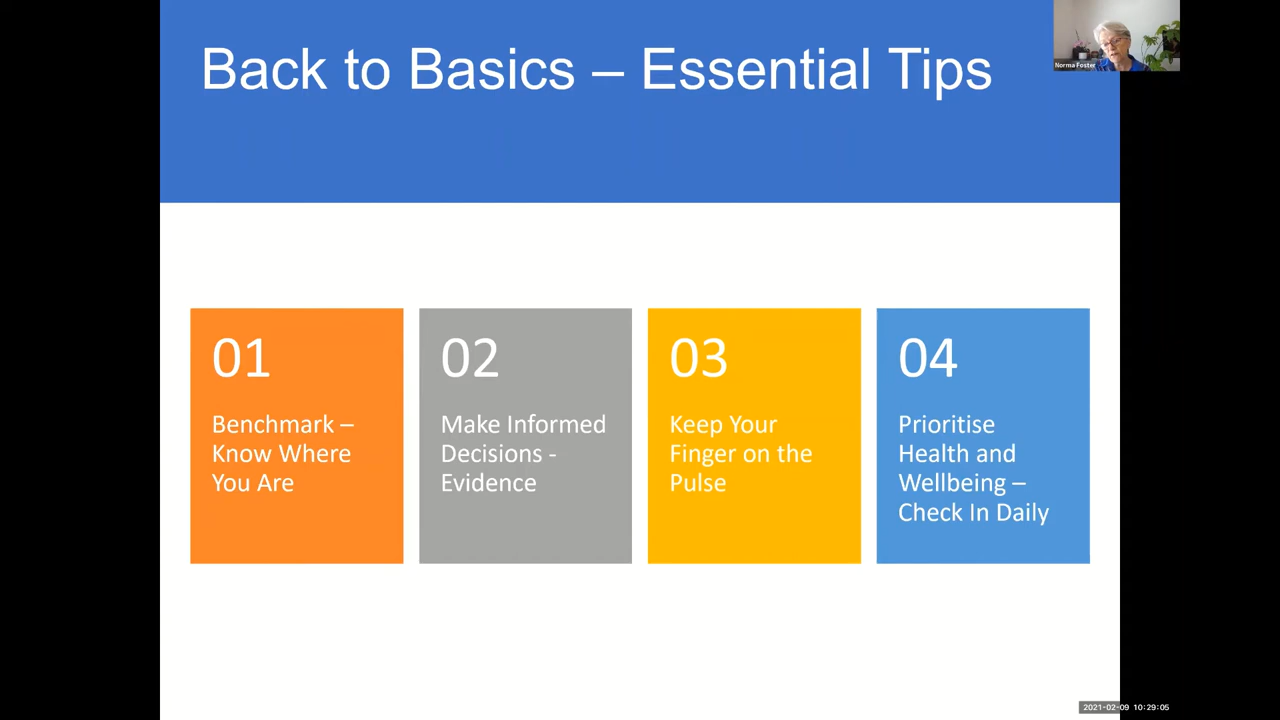 Back to Basics – Essential Tips
Norma Foster
01
Benchmark –
Know Where
You Are
02
Make Informed
Decisions -
Evidence
03
Keep Your
Finger on the
Pulse
04
Prioritise
Health and
Wellbeing –
Check In Daily
2021-02-09 10:29:05